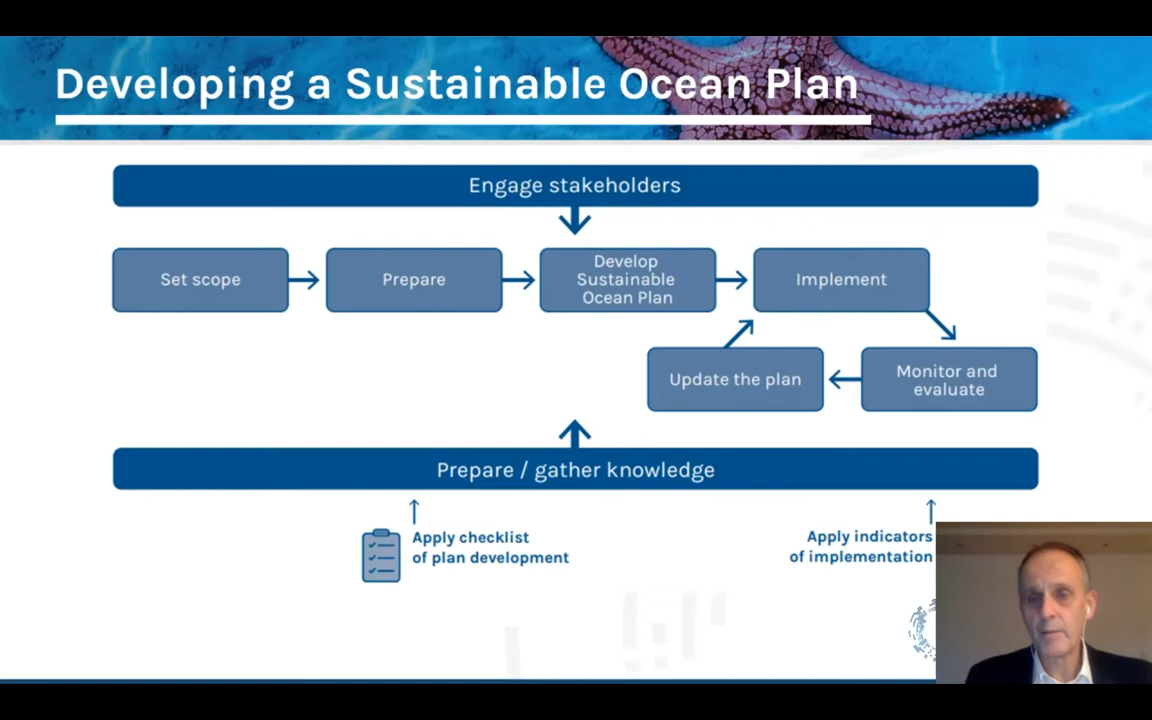 Developing a Sustainable Ocean Plan
Engage stakeholders
Set scope
Prepare
Develop
Sustainable
Ocean Plan
Implement
Update the plan
Monitor and
evaluate
Prepare / gather knowledge
Apply checklist
of plan development
Apply indicators
of implementation